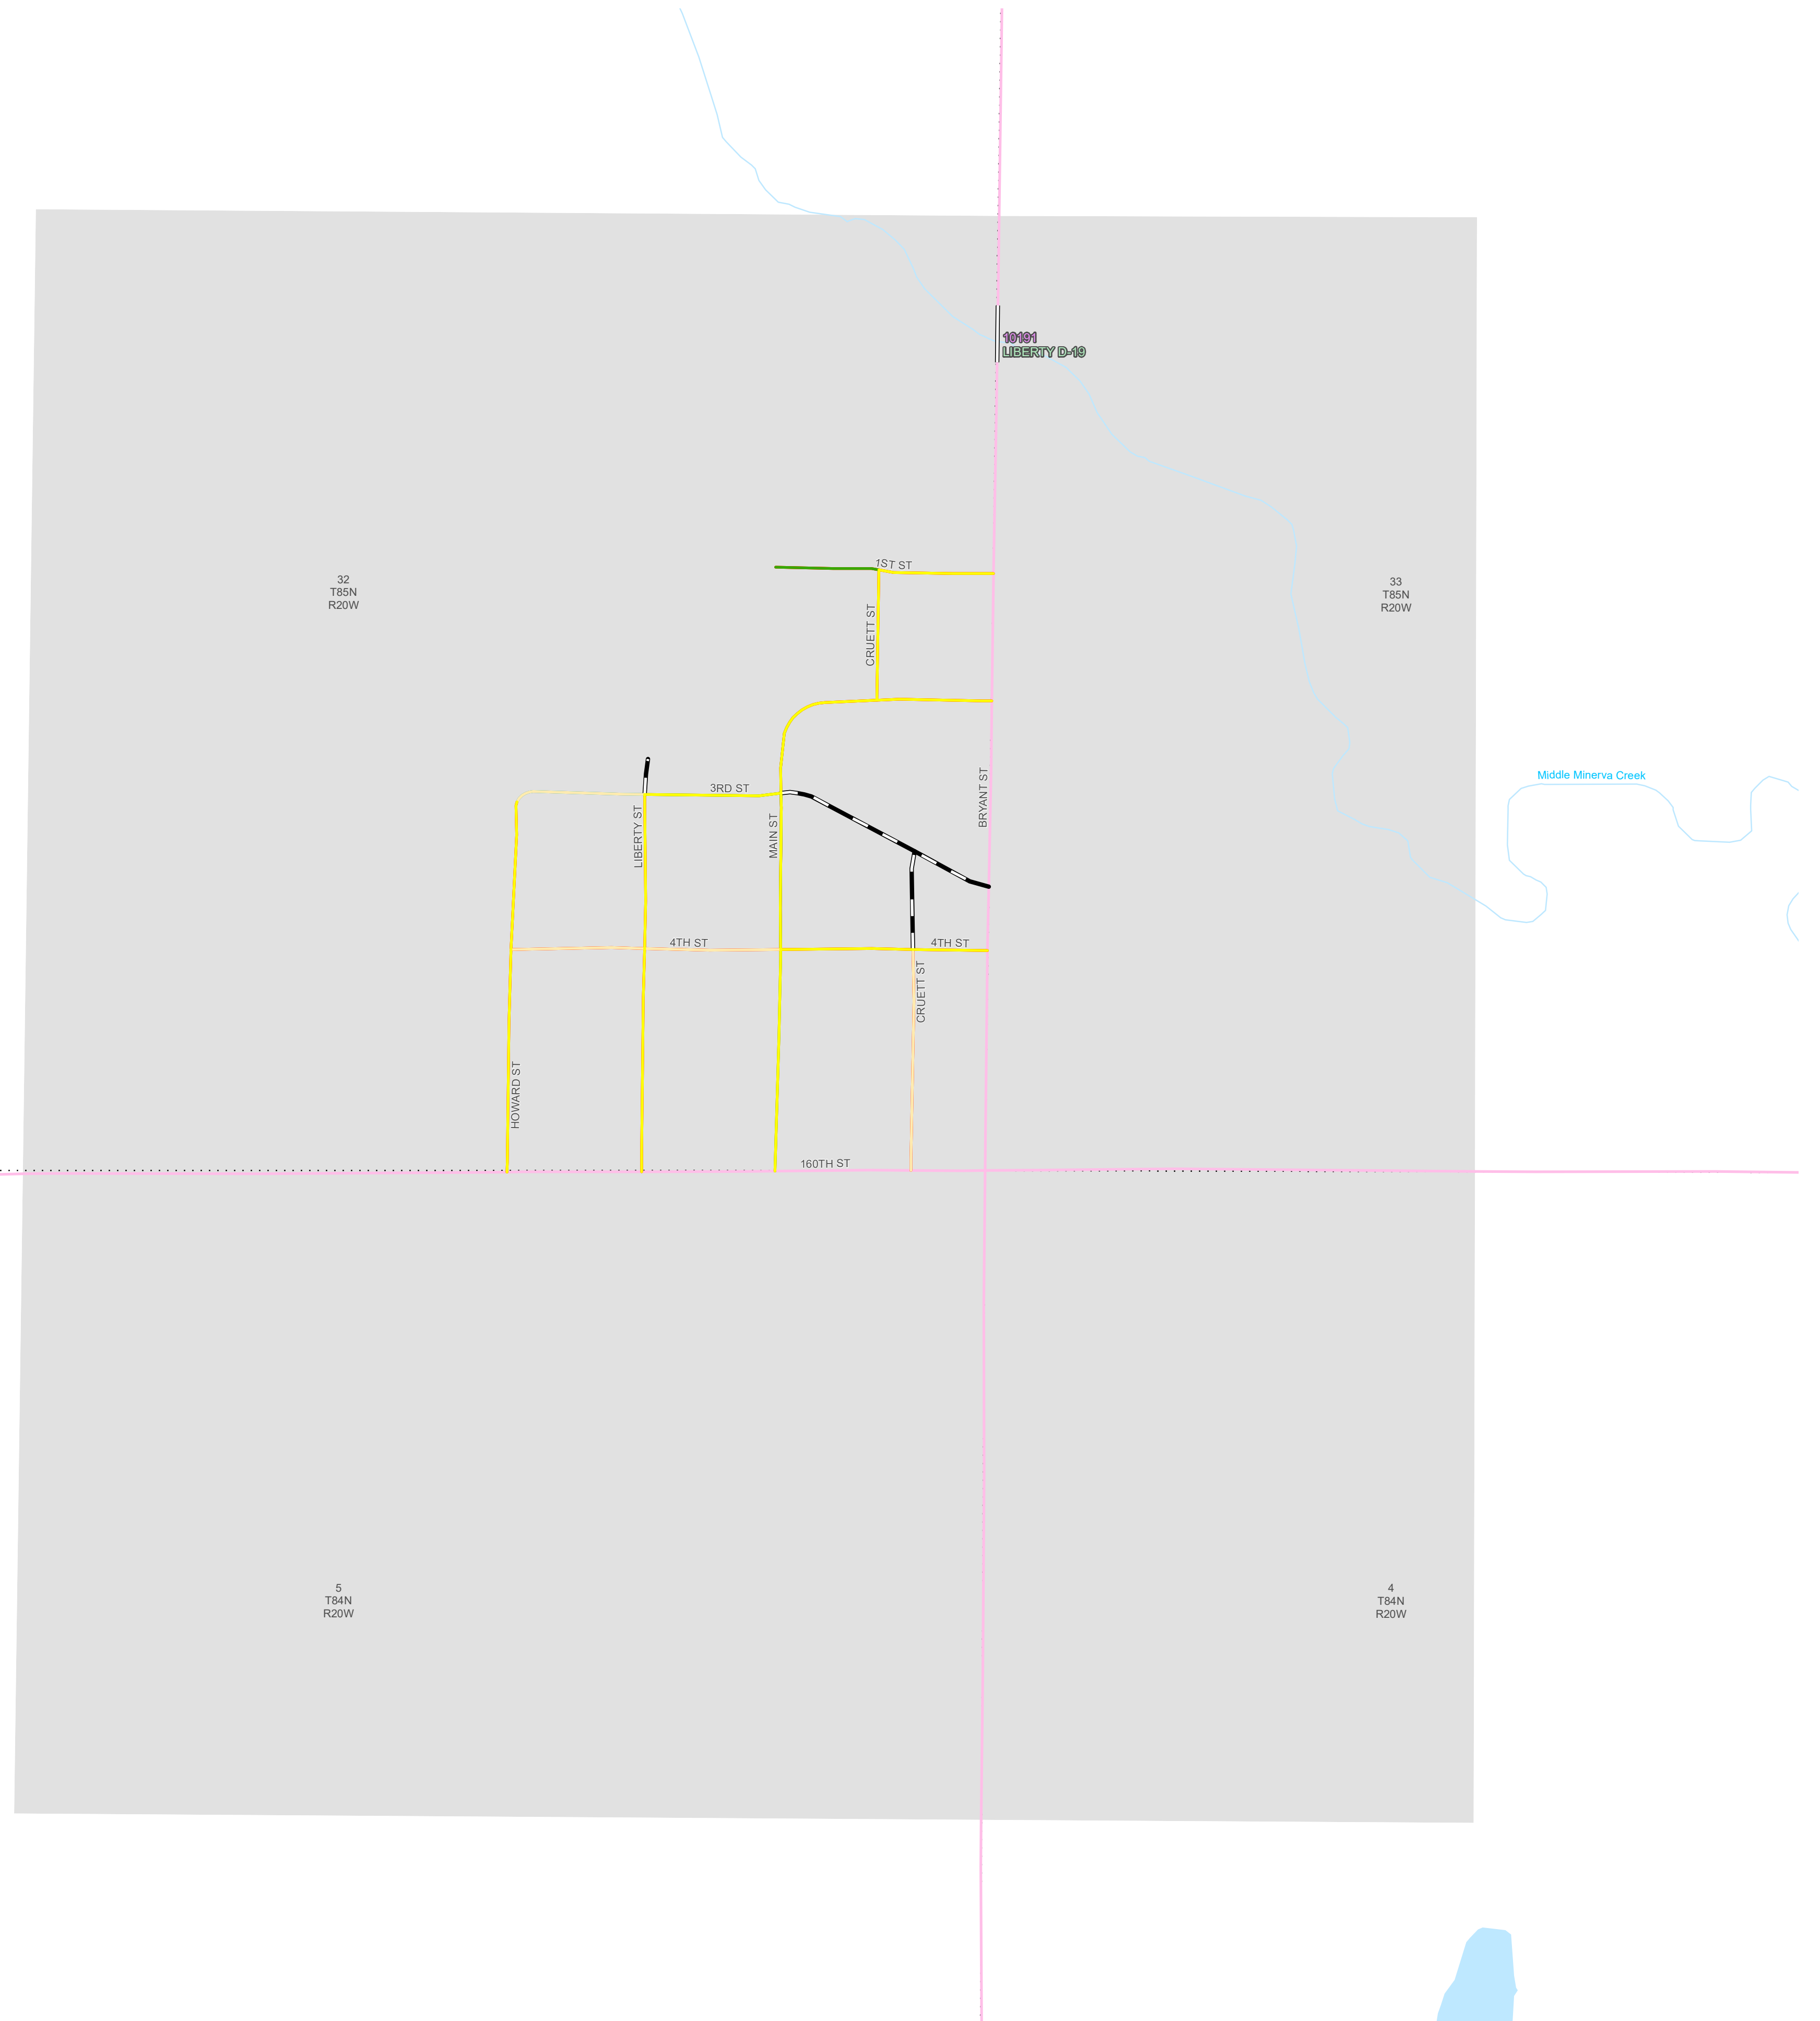 10191
LIBERTY D-19
1ST ST
32
T85N
R20W
33
T85N
R20W
CRUETT ST
Middle Minerva Creek
3RD ST
BRYANT ST
LIBERTY ST
MAIN ST
4TH ST
4TH ST
CRUETT ST
HOWARD ST
160TH ST
5
T84N
R20W
4
T84N
R20W